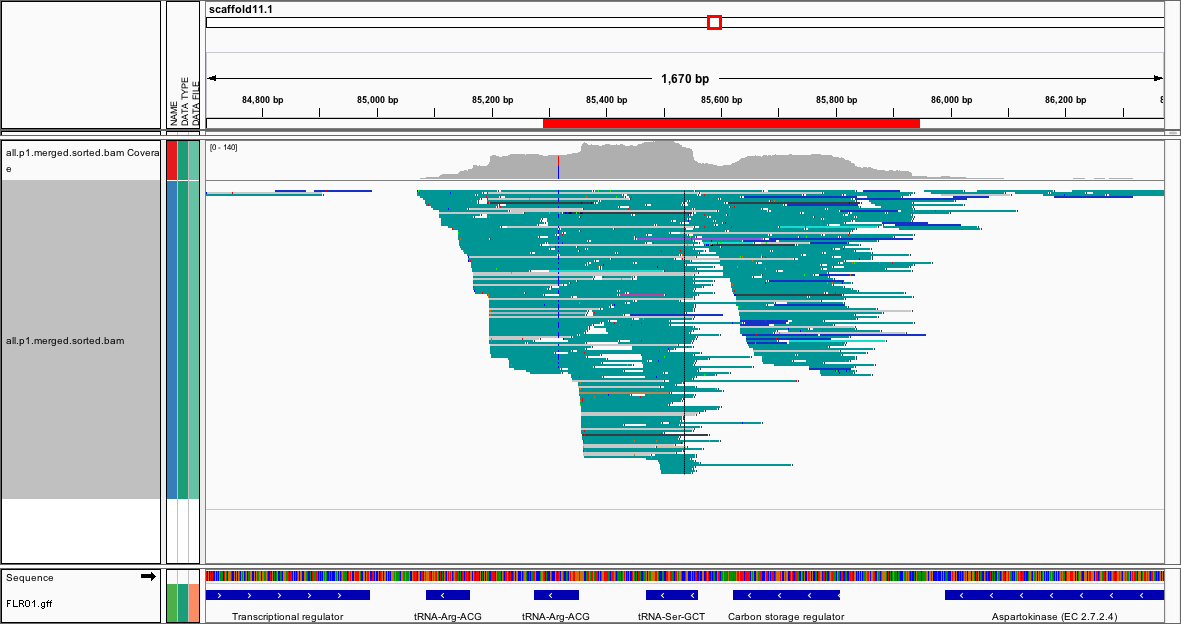 scaffold11.1
1,670 bp
84,800 bp 85,000 bp 85,200 bp 85,400 bp 85,600 bp 85,800 bp 86,000 bp 86,200 bp 8
NAME
DATA TYPE
DATA FILE
all.p1.merged.sorted.bam Covera
e
[0 - 140]
all.p1.merged.sorted.bam
Sequence
FLR01.gff
Transcriptional regulator tRNA-Arg-ACG tRNA-Arg-ACG tRNA-Ser-GCT Carbon storage regulator Aspartokinase (EC 2.7.2.4)